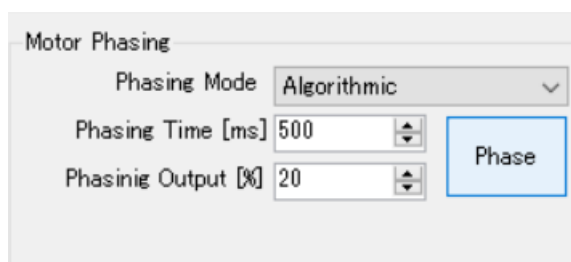 Motor Phasing
Phasing Mode Algorithmic
Phasing Time [ms] 500
Phase
Phasinig Output [%] 20